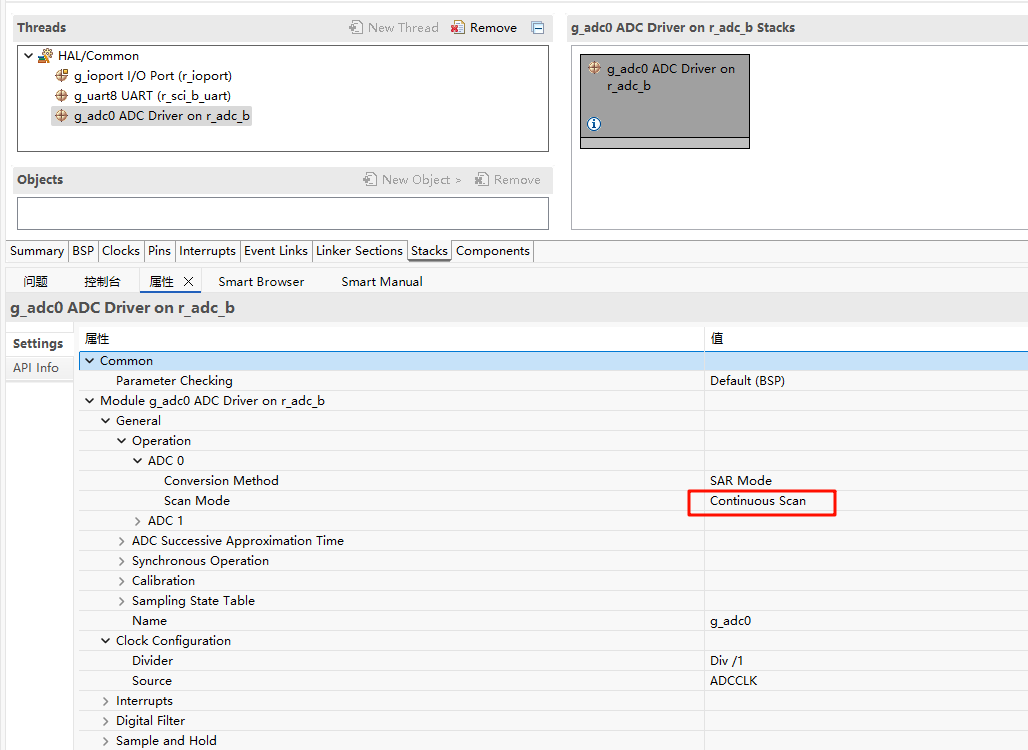 Threads
New Thread Remove
HAL/Common
g_ioport I/O Port (r_ioport)
g_uart8 UART (r_sci_b_uart)
g_adc0 ADC Driver on r_adc_b
g_adc0 ADC Driver on r_adc_b Stacks
g_adc0 ADC Driver on
r_adc_b
Objects
New Object > Remove
Summary BSP Clocks Pins Interrupts Event Links Linker Sections Stacks Components
问题 控制台 属性 Smart Browser Smart Manual
g_adc0 ADC Driver on r_adc_b
Settings
API Info
属性 值
Common
Parameter Checking Default (BSP)
Module g_adc0 ADC Driver on r_adc_b
General
Operation
ADC 0
Conversion Method SAR Mode
Scan Mode Continuous Scan
ADC 1
ADC Successive Approximation Time
Synchronous Operation
Calibration
Sampling State Table
Name g_adc0
Clock Configuration
Divider Div /1
Source ADCCLK
Interrupts
Digital Filter
Sample and Hold